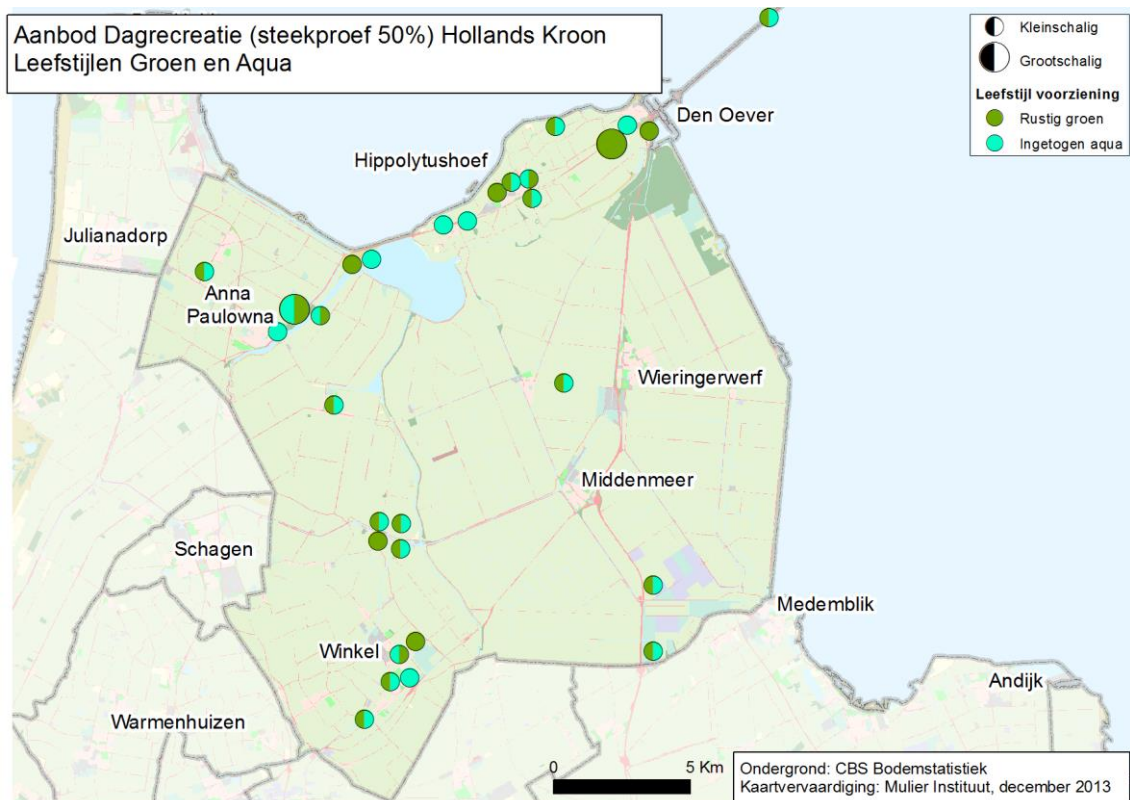 Aanbod Dagrecreatie (steekproef 50%) Hollands Kroon
Leefstijlen Groen en Aqua
Kleinschalig
Grootschalig
Leefstijl voorziening
Rustig groen
Ingetogen aqua
Den Oever
Hippolytushoef
Julianadorp
Anna
Paulowna
Wieringerwerf
Middenmeer
Schagen
Medemblik
Winkel
Andijk
Warmenhuizen
0 5 Km
Ondergrond: CBS Bodemstatistiek
Kaartvervaardiging: Mulier Instituut, december 2013